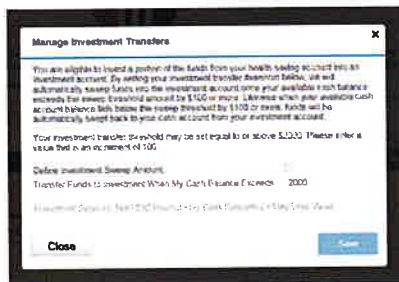 Manage Investment Transfers
x
You are eligible to invest a portion of the funds from your health saving account into an
investment account. By setting your investment transfer threshold below, we will
automatically sweep funds into the investment account once your available cash balance
exceeds the sweep threshold amount by $100 or more. Likewise when your available cash
account balance falls below the sweep threshold by $100 or more, funds will be
automatically swept back to your cash account from your investment account.
Your investment transfer threshold may be set equal to or above $2000. Please enter a
value that is an increment of 100.
Define Investment Sweep Amount
Transfer Funds to Investment When My Cash Balance Exceeds 2000
Close
Save